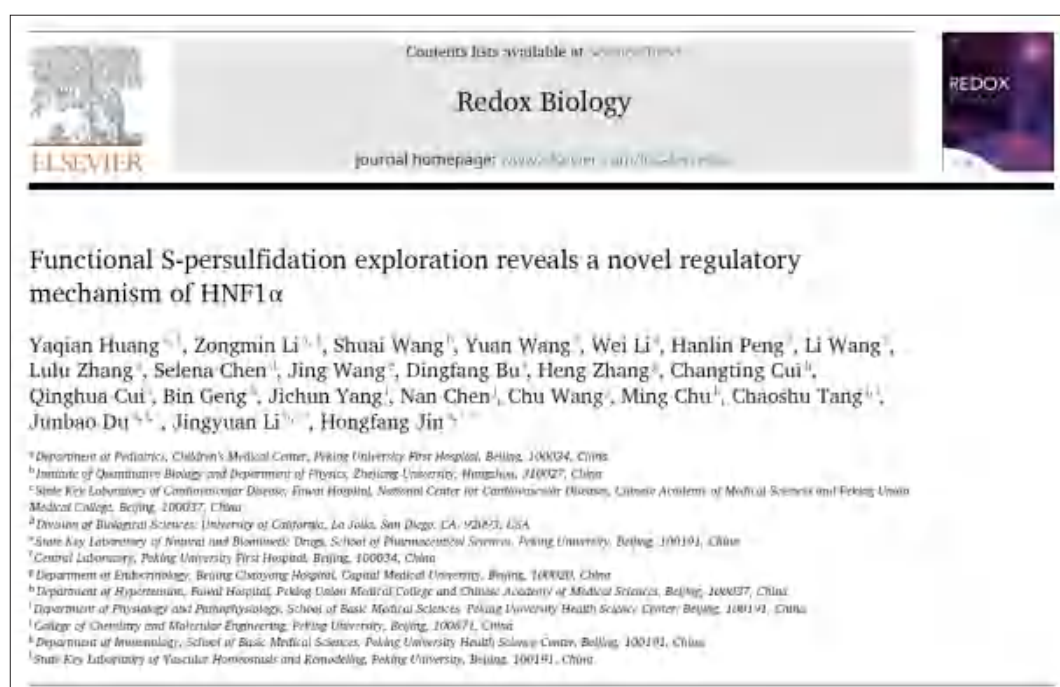 Contents lists available at
ELSEVIER
Redox Biology
journal homepage:
REDOX
Functional S-persulfidation exploration reveals a novel regulatory
mechanism of HNF1α
Yaqian Huang, Zongmin Li, Shuai Wang, Yuan Wang, Wei Li, Hanlin Peng, Li Wang,
Lulu Zhang, Selena Chen, Jing Wang, Dingfang Bu, Heng Zhang, Changting Cui,
Qinghua Cui, Bin Geng, Jichun Yang, Nan Chen, Chu Wang, Ming Chu, Chaoshu Tang,
Junbao Du, Jingyuan Li, Hongfang Jin
a Department of Pediatrics, Children's Medical Center, Peking University First Hospital, Beijing, 100034, China
b Institute of Quantitative Biology and Department of Physics, Zhejiang University, Hangzhou, 310027, China
c State Key Laboratory of Cardiovascular Disease, Fuwai Hospital, National Center for Cardiovascular Diseases, Chinese Academy of Medical Sciences and Peking Union
Medical College, Beijing, 100037, China
d Division of Biological Sciences, University of California, La Jolla, San Diego, CA, USA
e State Key Laboratory of Natural and Biomimetic Drugs, School of Pharmaceutical Sciences, Peking University, Beijing, 100191, China
f Central Laboratory, Peking University First Hospital, Beijing, 100034, China
g Department of Endocrinology, Beijing Chaoyang Hospital, Capital Medical University, Beijing, 100020, China
h Department of Hypertension, Fuwai Hospital, Peking Union Medical College and Chinese Academy of Medical Sciences, Beijing, 100037, China
i Department of Physiology and Pathophysiology, School of Basic Medical Sciences, Peking University Health Science Center, Beijing, 100191, China
j College of Chemistry and Molecular Engineering, Peking University, Beijing, 100871, China
k Department of Immunology, School of Basic Medical Sciences, Peking University Health Science Center, Beijing, 100191, China
l State Key Laboratory of Vascular Homeostasis and Remodeling, Peking University, Beijing, 100191, China